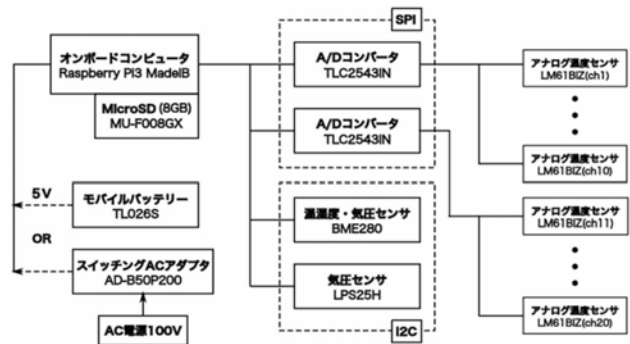 SPI
オンボードコンピュータ
Raspberry Pi3 MadelB
MicroSD (8GB)
MU-F008GX
A/Dコンバータ
TLC2543IN
A/Dコンバータ
TLC2543IN
アナログ温度センサ
LM61BIZ(ch1)
アナログ温度センサ
LM61BIZ(ch10)
5V
モバイルバッテリー
TL026S
OR
スイッチングACアダプタ
AD-B50P200
AC電源100V
温湿度・気圧センサ
BME280
気圧センサ
LPS25H
I2C
アナログ温度センサ
LM61BIZ(ch11)
アナログ温度センサ
LM61BIZ(ch20)